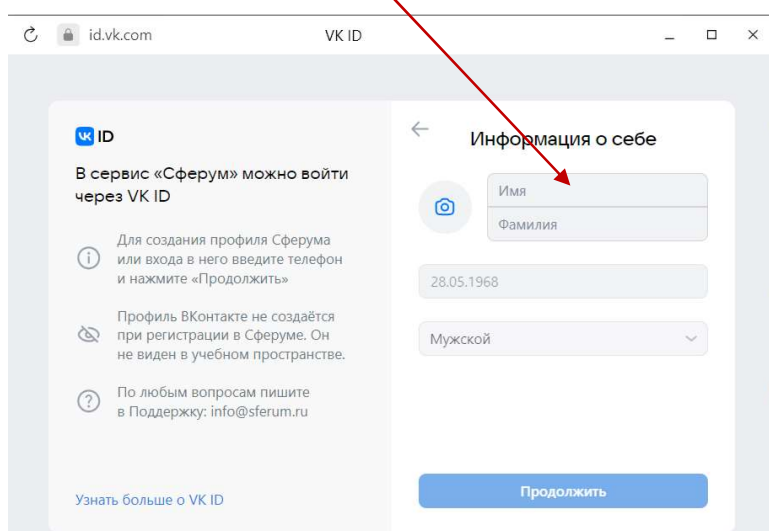 id.vk.com
VK ID
VK ID
В сервис «Сферум» можно войти
через VK ID
Для создания профиля Сферума
или входа в него введите телефон
и нажмите «Продолжить»
Профиль ВКонтакте не создаётся
при регистрации в Сферуме. Он
не виден в учебном пространстве.
По любым вопросам пишите
в Поддержку: info@sferum.ru
Узнать больше о VK ID
Информация о себе
Имя
Фамилия
28.05.1968
Мужской
Продолжить